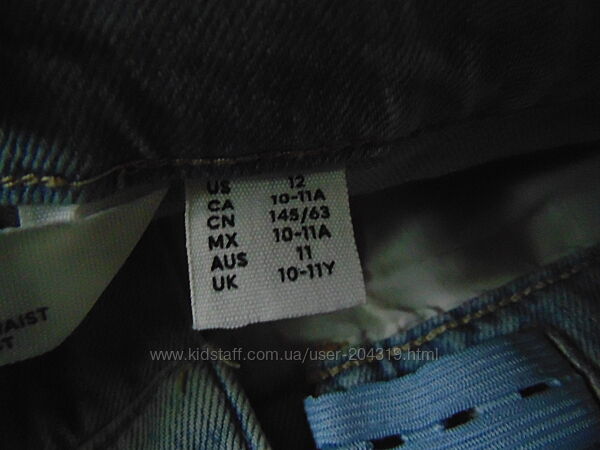 US 12
CA 10-11A
CN 145/63
MX 10-11A
AUS 11
UK 10-11Y
AIST
T
www.kidstaff.com.ua/user-204319.html